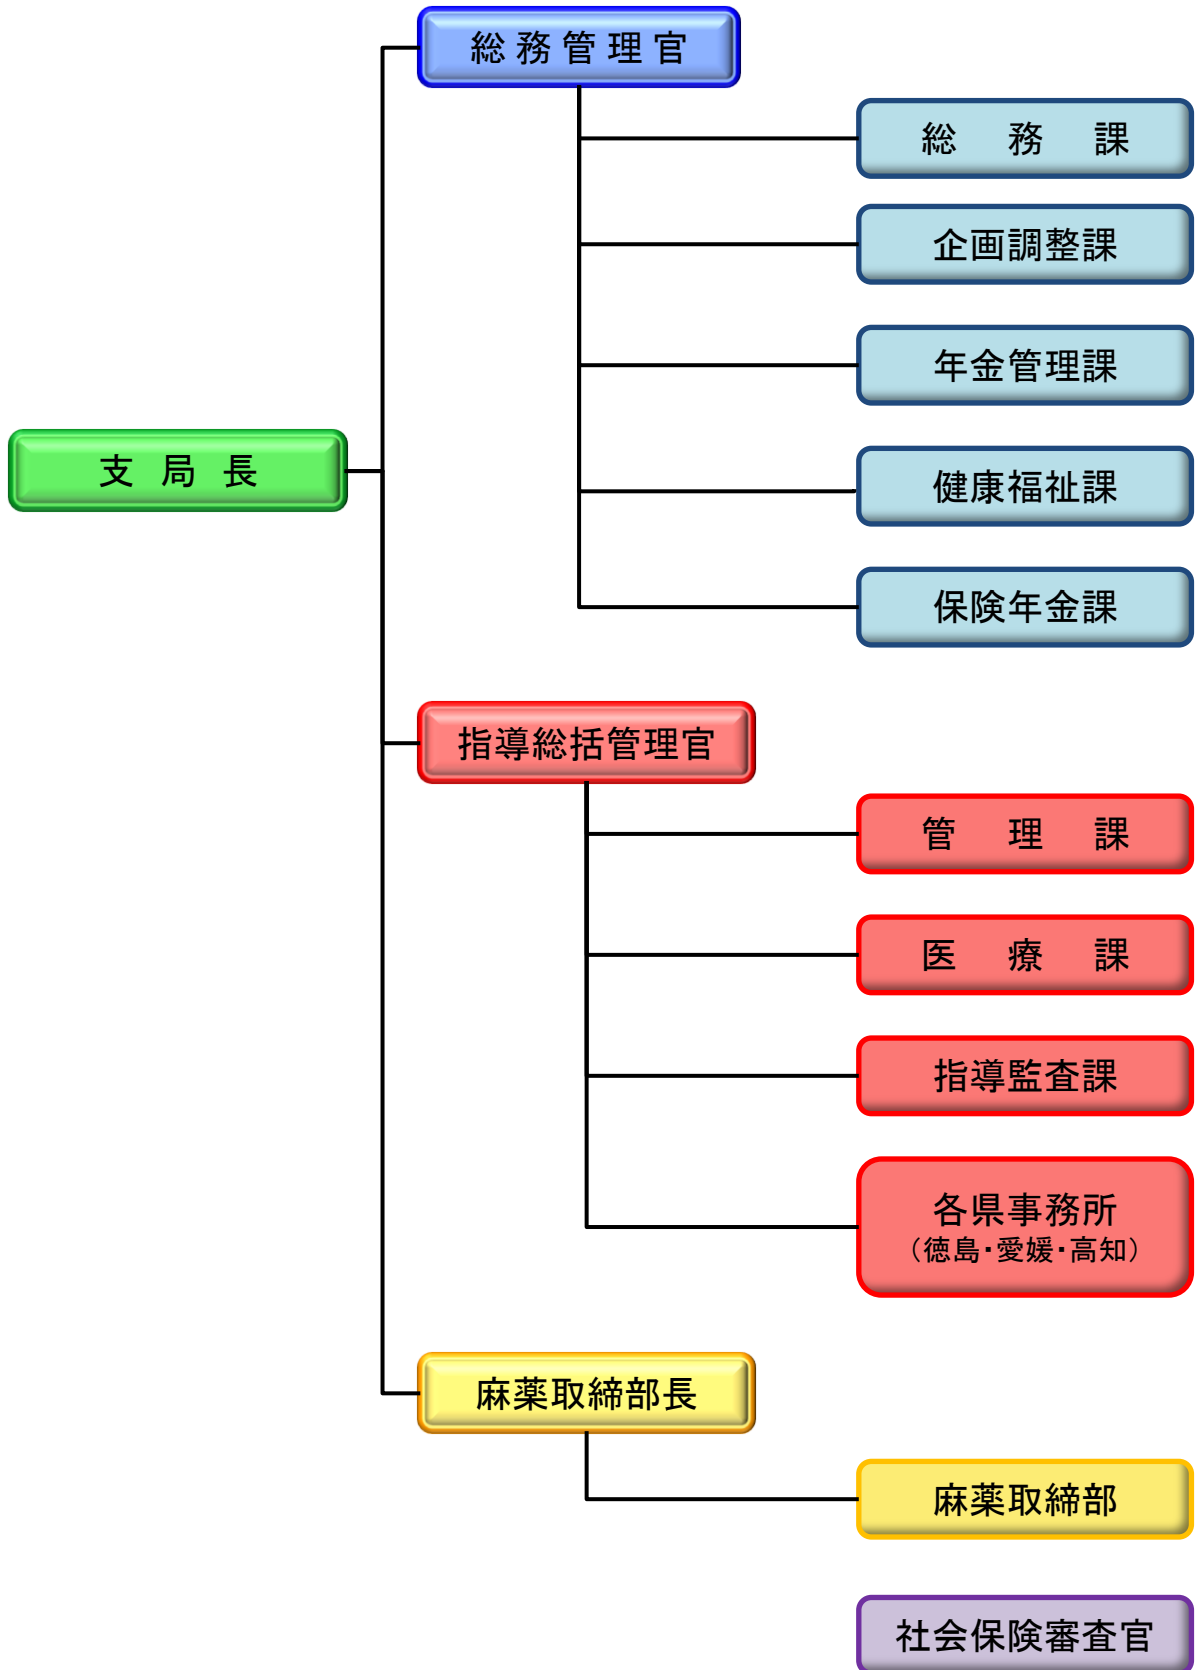 総務管理官
総務課
企画調整課
年金管理課
支局長
健康福祉課
保険年金課
指導総括管理官
管理課
医療課
指導監査課
各県事務所
（徳島・愛媛・高知）
麻薬取締部長
麻薬取締部
社会保険審査官